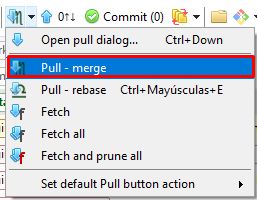 0↑↓ Commit (0)
Open pull dialog... Ctrl+Down
Pull - merge
Pull - rebase Ctrl+Mayúsculas+E
Fetch
Fetch all
Fetch and prune all
Set default Pull button action